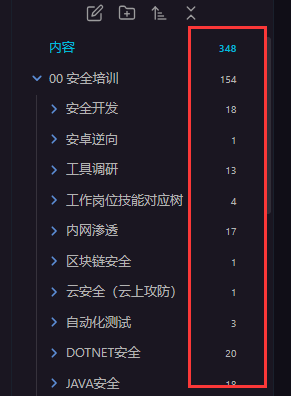 内容 348
00 安全培训 154
安全开发 18
安卓逆向 1
工具调研 13
工作岗位技能对应树 4
内网渗透 17
区块链安全 1
云安全（云上攻防） 1
自动化测试 3
DOTNET安全 20
JAVA安全 18